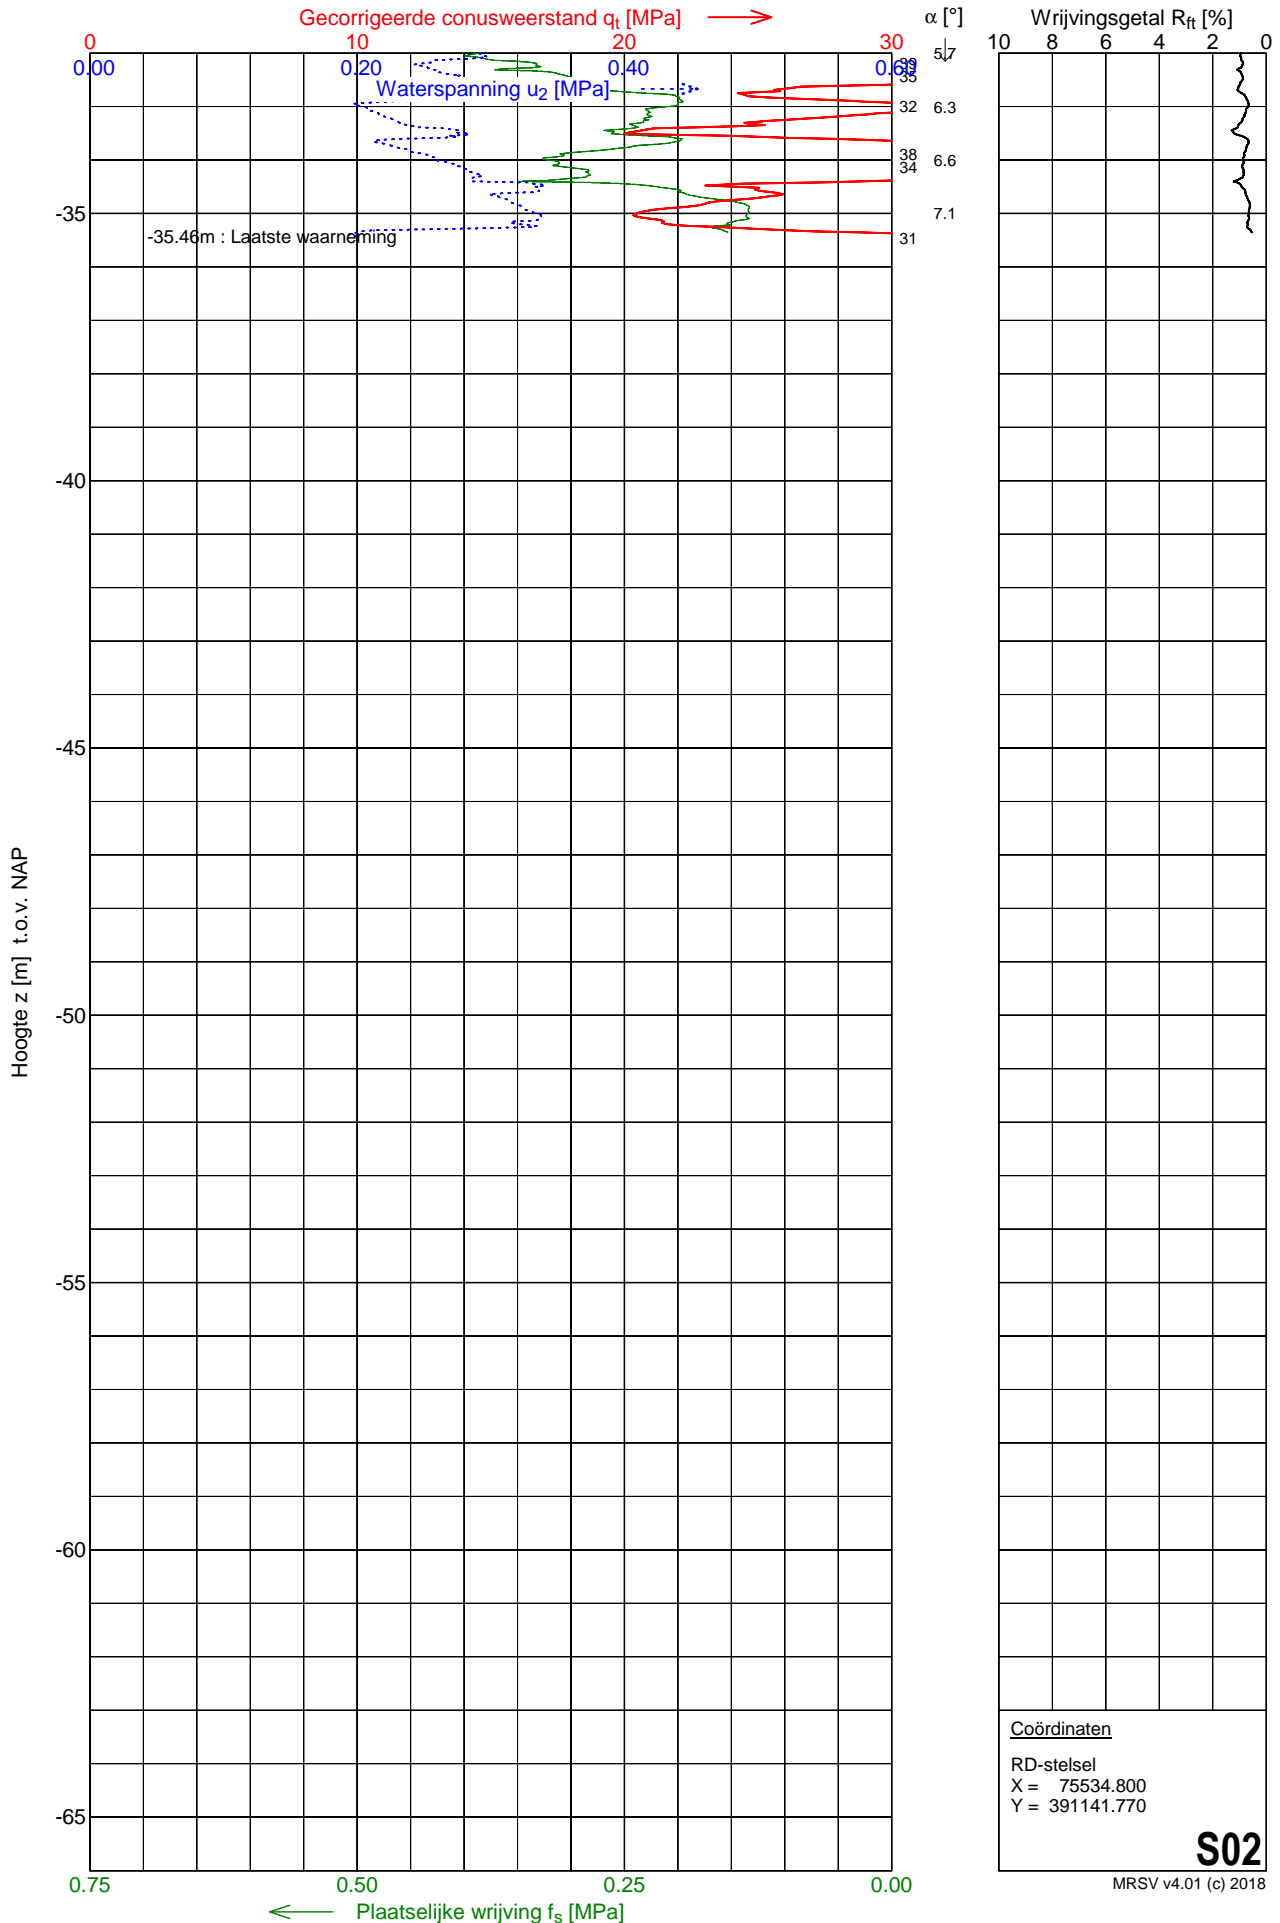 Gecorrigeerde conusweerstand qt [MPa]
α [°]
Wrijvingsgetal Rft [%]
0 10 20 30
10 8 6 4 2 0
0.00 0.20 0.40 0.60
5.7
35
Waterspanning u2 [MPa]
32 6.3
38 6.6
34
-35 7.1
-35.46m : Laatste waarneming
31
-40
-45
Hoogte z [m] t.o.v. NAP
-50
-55
-60
-65
Coördinaten
RD-stelsel
X = 75534.800
Y = 391141.770
S02
0.75 0.50 0.25 0.00
MRSV v4.01 (c) 2018
Plaatselijke wrijving fs [MPa]